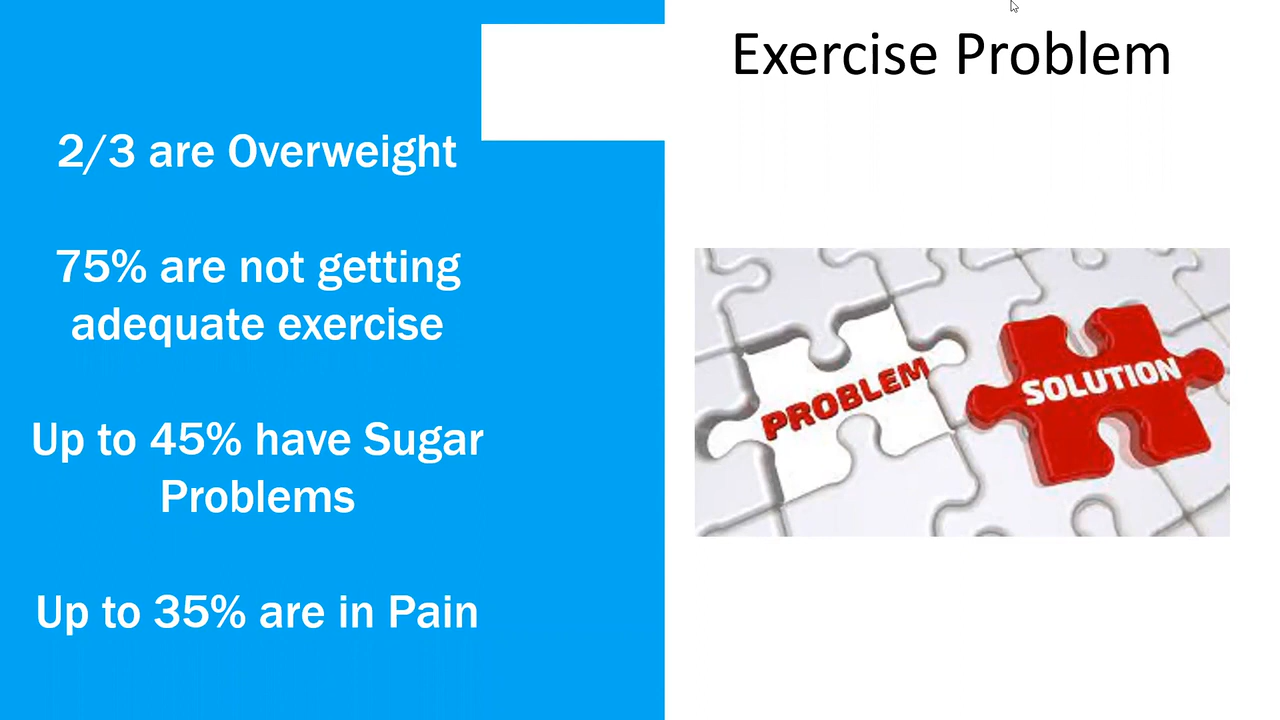 Exercise Problem
2/3 are Overweight
75% are not getting
adequate exercise
Up to 45% have Sugar
Problems
Up to 35% are in Pain
PROBLEM
SOLUTION